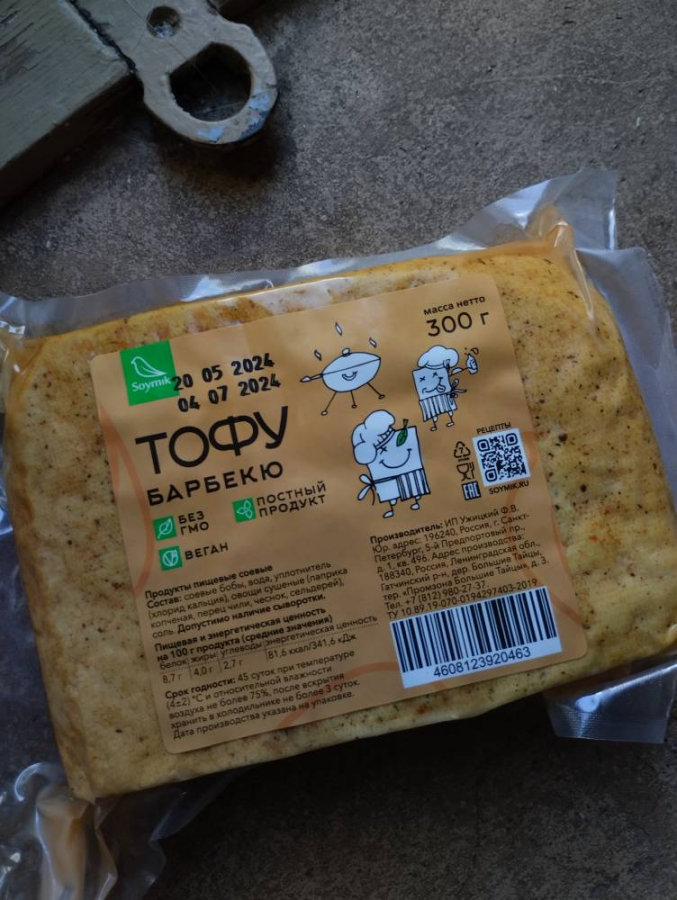 масса нетто
300 г
Soymik
20 05 2024
04 07 2024
ТОФУ
БАРБЕКЮ
БЕЗ
ГМО
ПОСТНЫЙ
ПРОДУКТ
ВЕГАН
РЕЦЕПТЫ
SOYMIK.RU
Продукты пищевые соевые
Состав: соевые бобы, вода, уплотнитель
(хлорид кальция), овощи сушеные (паприка
копченая, перец чили, чеснок, сельдерей),
соль. Допустимо наличие сыворотки.
Пищевая и энергетическая ценность
на 100 г продукта (средние значения)
белок жиры углеводы энергетическая ценность
8,7 г 4,0 г 2,7 г 81,6 ккал/341,6 кДж
Срок годности: 45 суток при температуре
(4±2) °С и относительной влажности
воздуха не более 75%, после вскрытия
хранить в холодильнике не более 3 суток.
Дата производства указана на упаковке.
Производитель: ИП Ужицкий Ф.В.
Юр. адрес: 196240, Россия, г. Санкт-
Петербург, 5-й Предпортовый пр.,
д. 1, кв. 496. Адрес производства:
188340, Россия, Ленинградская обл.,
Гатчинский р-н, дер. Большие Тайцы,
тер. «Промзона Большие Тайцы», д. 3.
Тел. +7 (812) 980-27-37.
ТУ 10.89.19-070-0194297403-2019
4608123920463